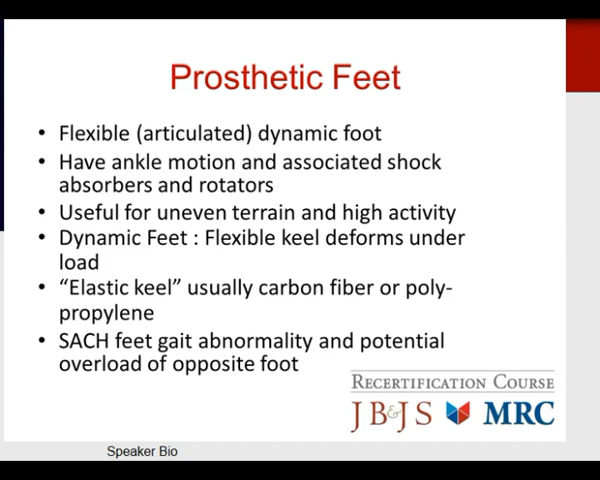 Prosthetic Feet
• Flexible (articulated) dynamic foot
• Have ankle motion and associated shock
absorbers and rotators
• Useful for uneven terrain and high activity
• Dynamic Feet : Flexible keel deforms under
load
• “Elastic keel” usually carbon fiber or poly-
propylene
• SACH feet gait abnormality and potential
overload of opposite foot
RECERTIFICATION COURSE
JB&JS MRC
Speaker Bio